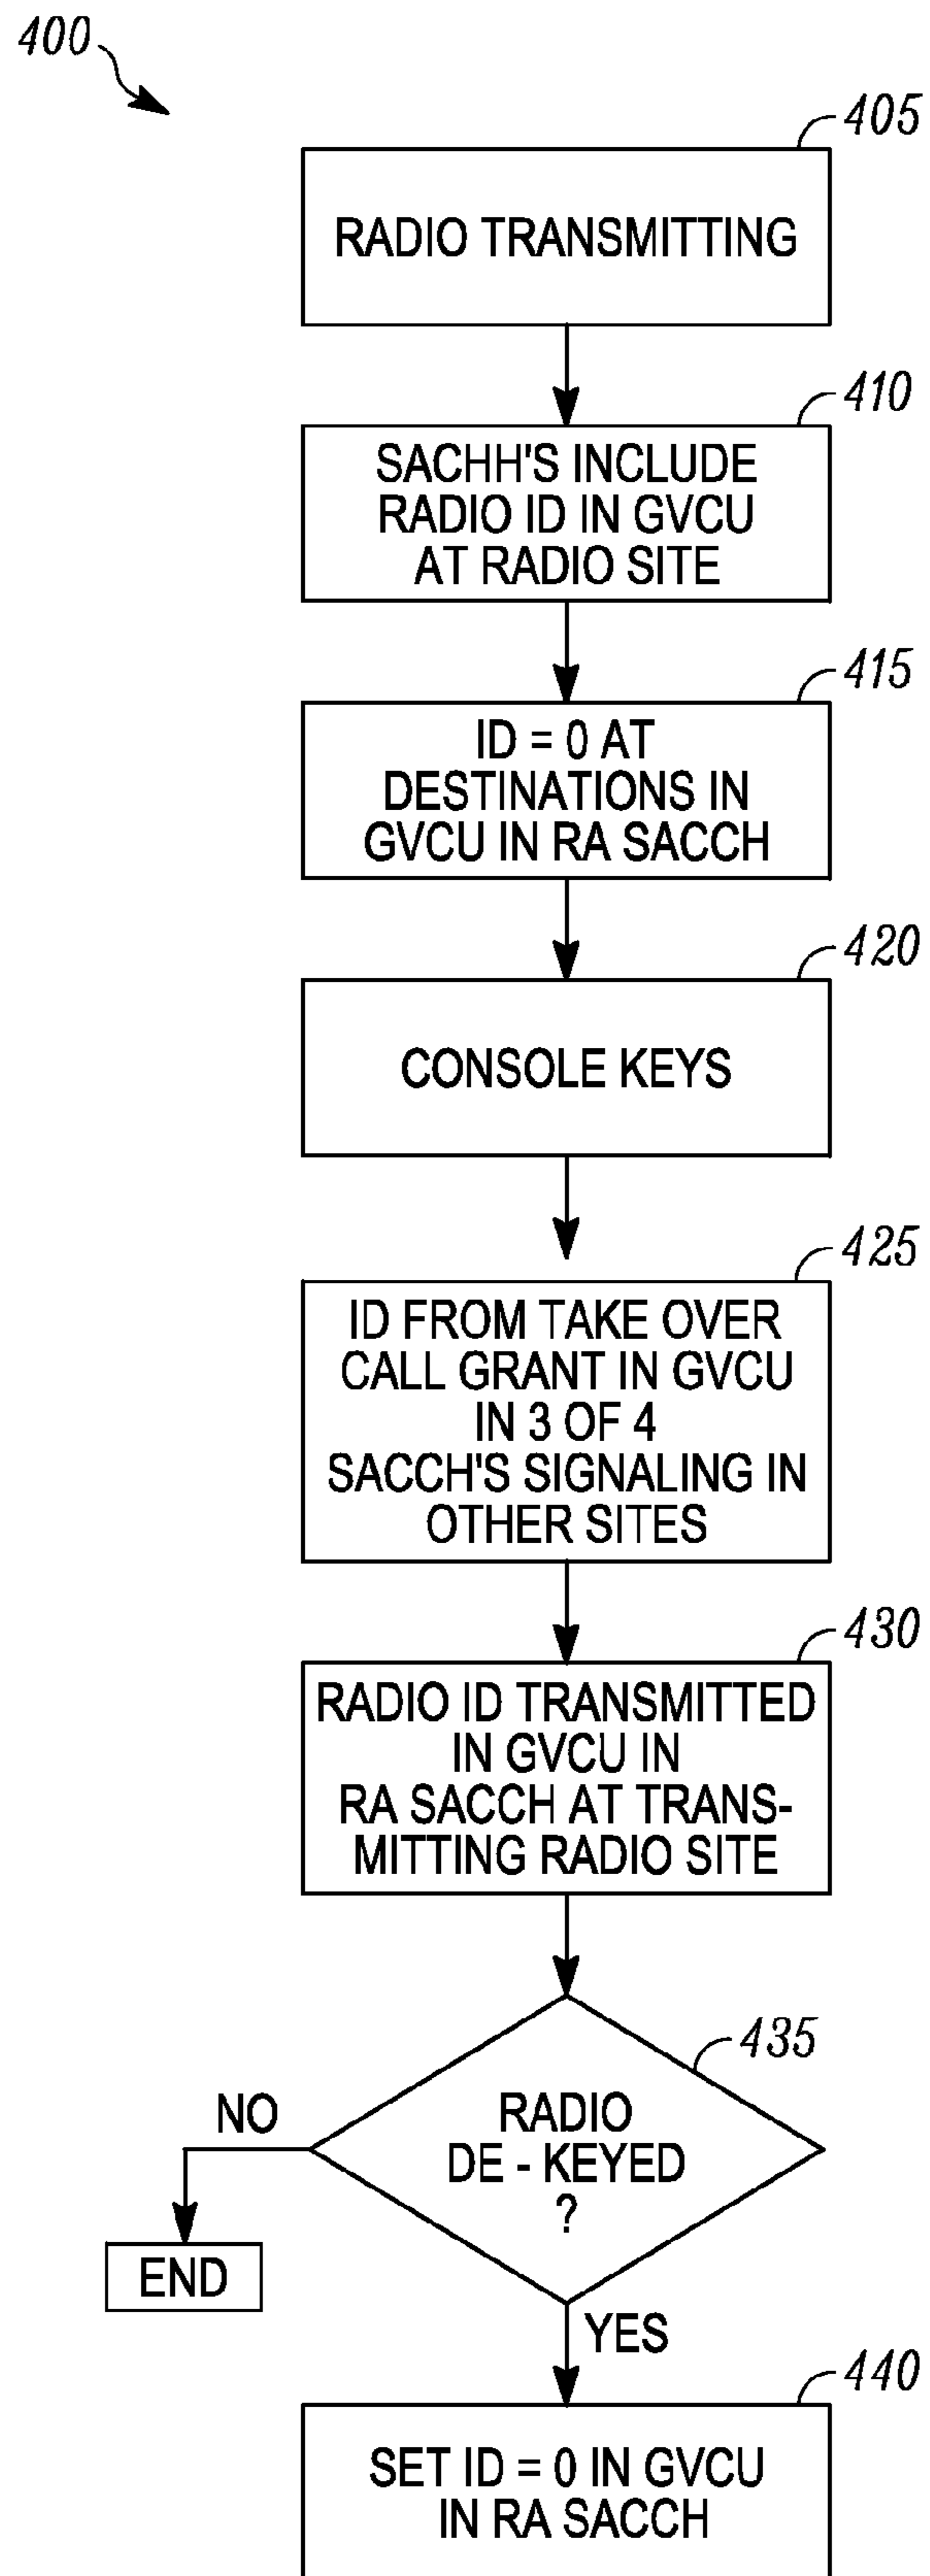 400
405
RADIO TRANSMITTING
410
SACHH'S INCLUDE
RADIO ID IN GVCU
AT RADIO SITE
415
ID = 0 AT
DESTINATIONS IN
GVCU IN RA SACCH
420
CONSOLE KEYS
425
ID FROM TAKE OVER
CALL GRANT IN GVCU
IN 3 OF 4
SACCH'S SIGNALING IN
OTHER SITES
430
RADIO ID TRANSMITTED
IN GVCU IN
RA SACCH AT TRANS-
MITTING RADIO SITE
435
RADIO
DE - KEYED
?
NO
END
YES
440
SET ID = 0 IN GVCU
IN RA SACCH